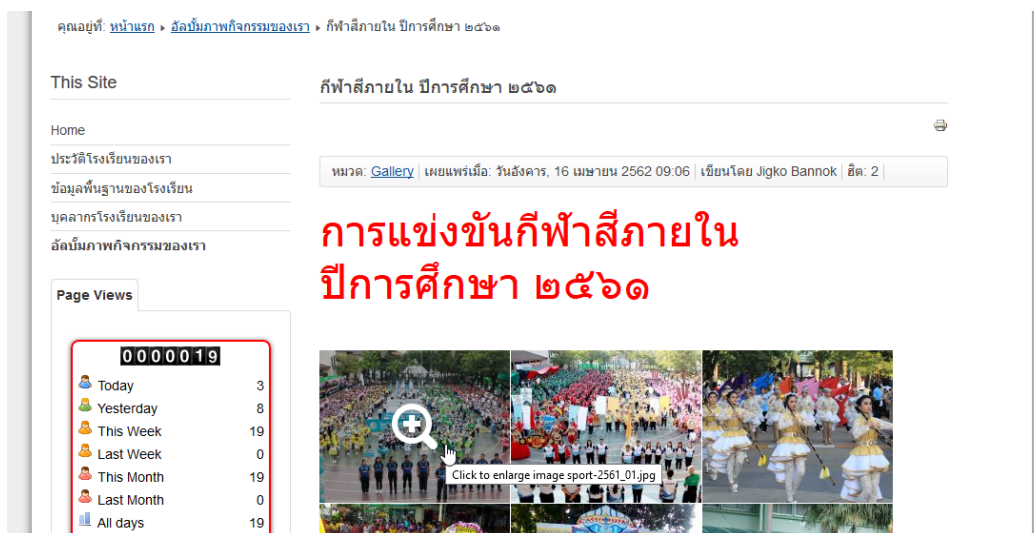 คุณอยู่ที่: หน้าแรก ▸ อัลบั้มภาพกิจกรรมของเรา ▸ กีฬาสีภายใน ปีการศึกษา ๒๕๖๑
This Site
Home
ประวัติโรงเรียนของเรา
ข้อมูลพื้นฐานของโรงเรียน
บุคลากรโรงเรียนของเรา
อัลบั้มภาพกิจกรรมของเรา
Page Views
0000019
Today 3
Yesterday 8
This Week 19
Last Week 0
This Month 19
Last Month 0
All days 19
กีฬาสีภายใน ปีการศึกษา ๒๕๖๑
หมวด: Gallery เผยแพร่เมื่อ: วันอังคาร, 16 เมษายน 2562 09:06 เขียนโดย Jigko Bannok ฮิต: 2
การแข่งขันกีฬาสีภายใน
ปีการศึกษา ๒๕๖๑
Click to enlarge image sport-2561_01.jpg